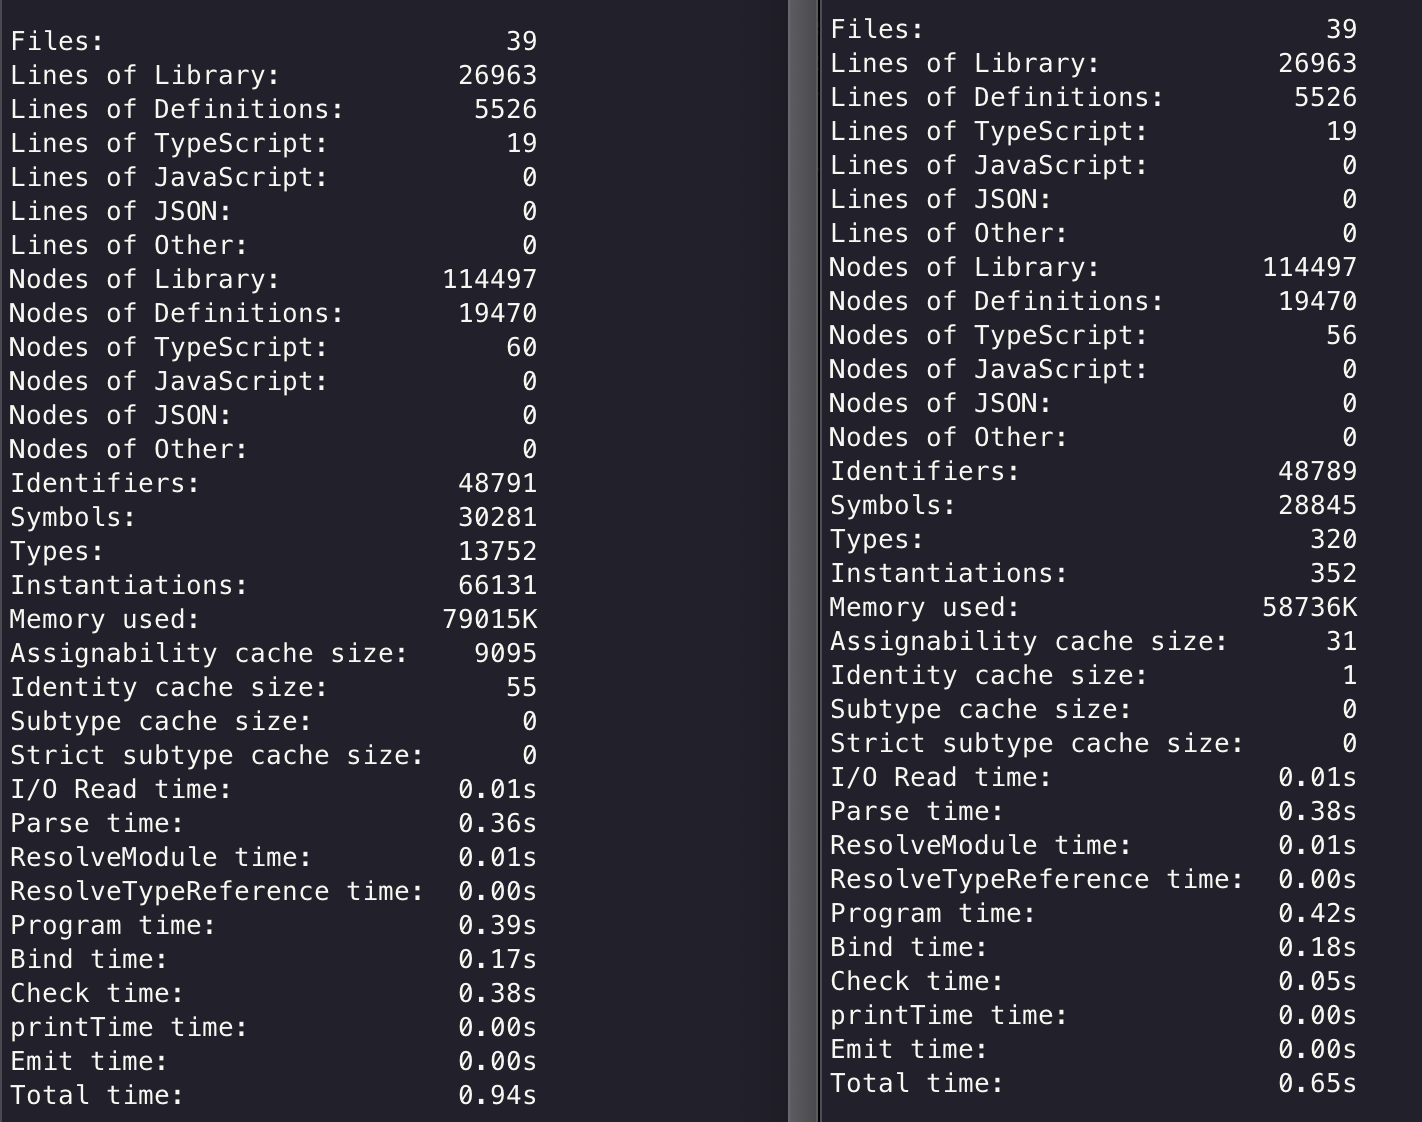 Files: 39
Lines of Library: 26963
Lines of Definitions: 5526
Lines of TypeScript: 19
Lines of JavaScript: 0
Lines of JSON: 0
Lines of Other: 0
Nodes of Library: 114497
Nodes of Definitions: 19470
Nodes of TypeScript: 60
Nodes of JavaScript: 0
Nodes of JSON: 0
Nodes of Other: 0
Identifiers: 48791
Symbols: 30281
Types: 13752
Instantiations: 66131
Memory used: 79015K
Assignability cache size: 9095
Identity cache size: 55
Subtype cache size: 0
Strict subtype cache size: 0
I/O Read time: 0.01s
Parse time: 0.36s
ResolveModule time: 0.01s
ResolveTypeReference time: 0.00s
Program time: 0.39s
Bind time: 0.17s
Check time: 0.38s
printTime time: 0.00s
Emit time: 0.00s
Total time: 0.94s
Files: 39
Lines of Library: 26963
Lines of Definitions: 5526
Lines of TypeScript: 19
Lines of JavaScript: 0
Lines of JSON: 0
Lines of Other: 0
Nodes of Library: 114497
Nodes of Definitions: 19470
Nodes of TypeScript: 56
Nodes of JavaScript: 0
Nodes of JSON: 0
Nodes of Other: 0
Identifiers: 48789
Symbols: 28845
Types: 320
Instantiations: 352
Memory used: 58736K
Assignability cache size: 31
Identity cache size: 1
Subtype cache size: 0
Strict subtype cache size: 0
I/O Read time: 0.01s
Parse time: 0.38s
ResolveModule time: 0.01s
ResolveTypeReference time: 0.00s
Program time: 0.42s
Bind time: 0.18s
Check time: 0.05s
printTime time: 0.00s
Emit time: 0.00s
Total time: 0.65s